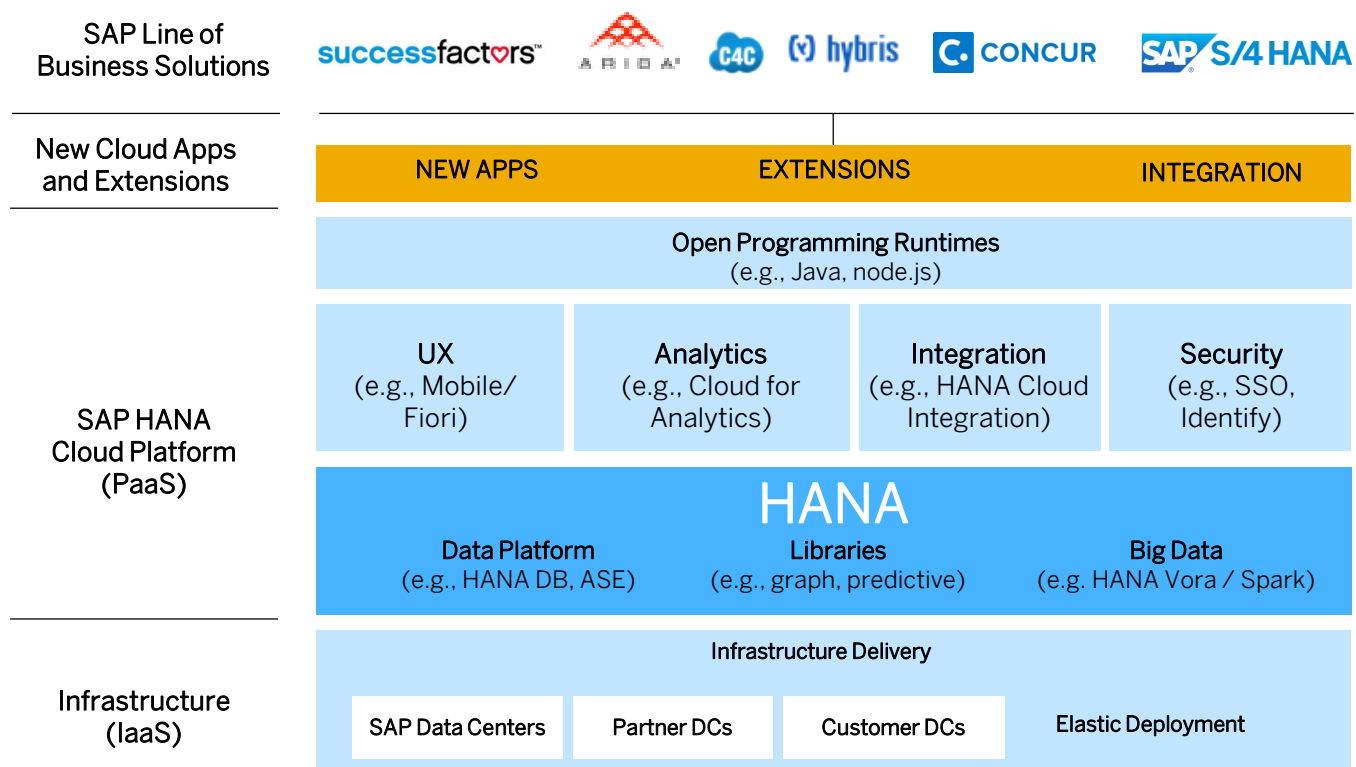 SAP Line of
Business Solutions
successfactors™
ARIBA®
C4C
hybris
C. CONCUR
SAP® S/4 HANA
New Cloud Apps
and Extensions
NEW APPS
EXTENSIONS
INTEGRATION
SAP HANA
Cloud Platform
(PaaS)
Open Programming Runtimes
(e.g., Java, node.js)
UX
(e.g., Mobile/
Fiori)
Analytics
(e.g., Cloud for
Analytics)
Integration
(e.g., HANA Cloud
Integration)
Security
(e.g., SSO,
Identify)
HANA
Data Platform
(e.g., HANA DB, ASE)
Libraries
(e.g., graph, predictive)
Big Data
(e.g. HANA Vora / Spark)
Infrastructure
(IaaS)
Infrastructure Delivery
SAP Data Centers
Partner DCs
Customer DCs
Elastic Deployment